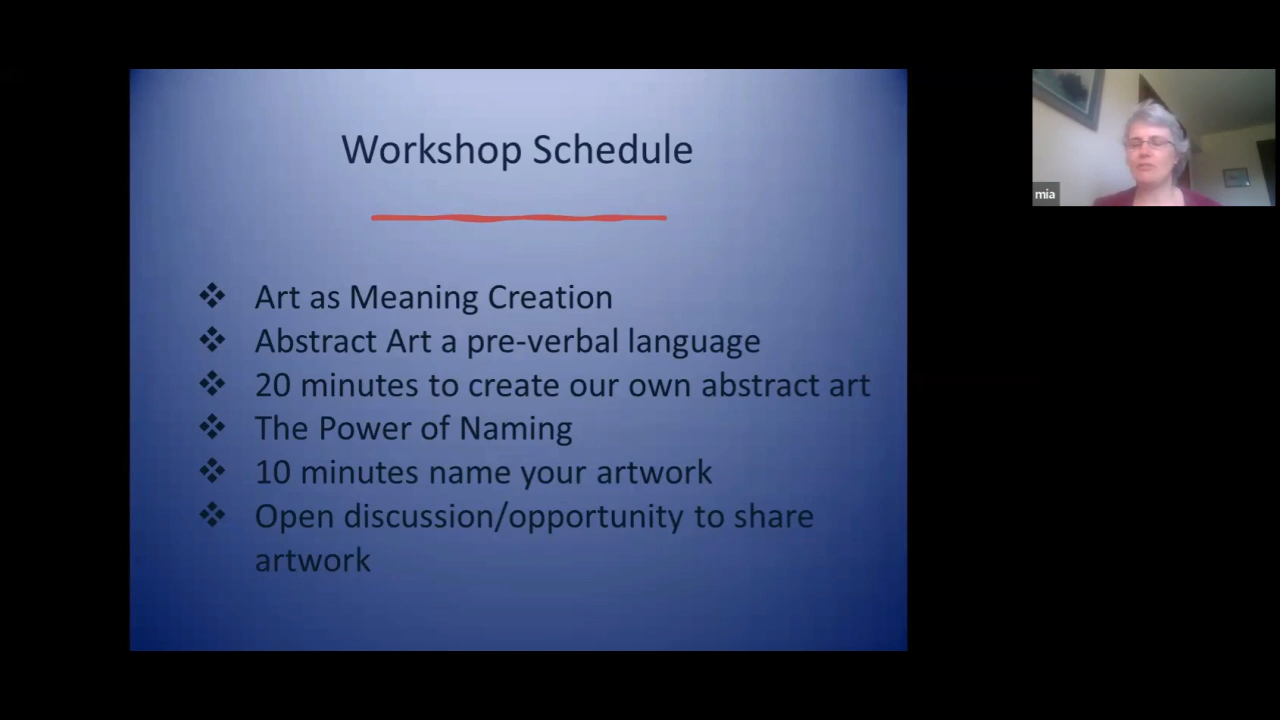 Workshop Schedule
mia
❖ Art as Meaning Creation
❖ Abstract Art a pre-verbal language
❖ 20 minutes to create our own abstract art
❖ The Power of Naming
❖ 10 minutes name your artwork
❖ Open discussion/opportunity to share
artwork